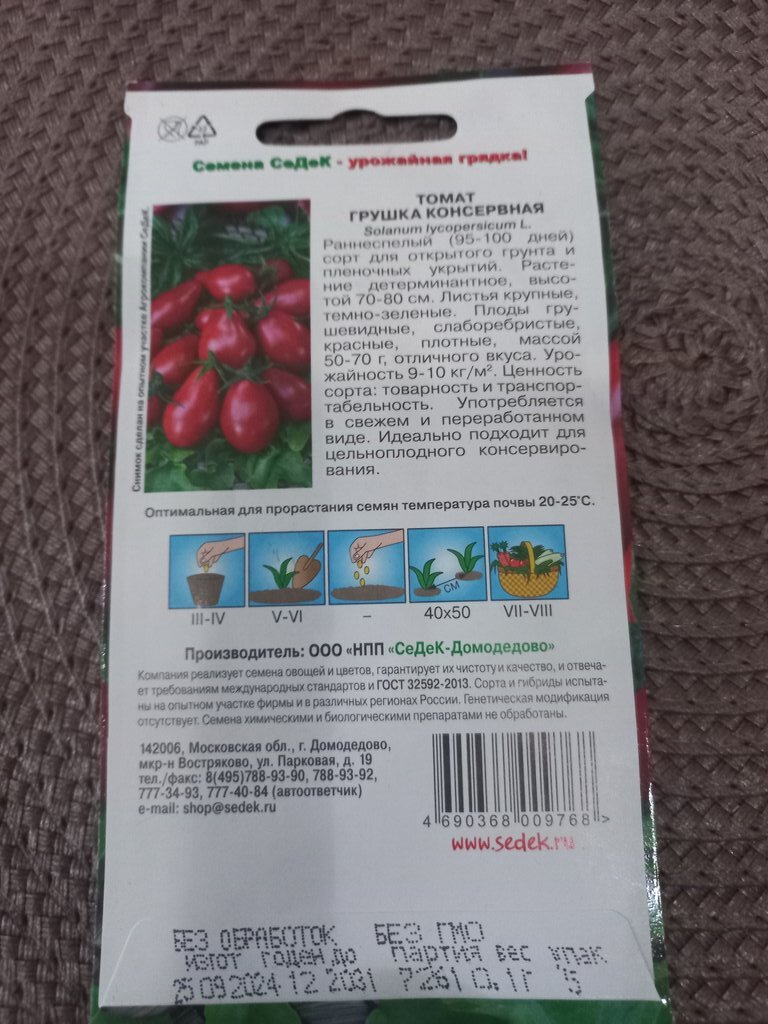 Семена СеДеК - урожайная грядка!
ТОМАТ
ГРУШКА КОНСЕРВНАЯ
Solanum lycopersicum L.
Раннеспелый (95-100 дней)
сорт для открытого грунта и
пленочных укрытий. Расте-
ние детерминантное, высо-
той 70-80 см. Листья крупные,
темно-зеленые. Плоды гру-
шевидные, слаборебристые,
красные, плотные, массой
50-70 г, отличного вкуса. Уро-
жайность 9-10 кг/м². Ценность
сорта: товарность и транспор-
табельность. Употребляется
в свежем и переработанном
виде. Идеально подходит для
цельноплодного консервиро-
вания.
Снимок сделан на опытном участке Агрокомпании СеДеК.
Оптимальная для прорастания семян температура почвы 20-25°С.
СМ
III-IV V-VI – 40x50 VII-VIII
Производитель: ООО «НПП «СеДеК-Домодедово»
Компания реализует семена овощей и цветов, гарантирует их чистоту и качество, и отвеча-
ет требованиям международных стандартов и ГОСТ 32592-2013. Сорта и гибриды испыта-
ны на опытном участке фирмы и в различных регионах России. Генетическая модификация
отсутствует. Семена химическими и биологическими препаратами не обработаны.
142006, Московская обл., г. Домодедово,
мкр-н Востряково, ул. Парковая, д. 19
тел./факс: 8(495)788-93-90, 788-93-92,
777-34-93, 777-40-84 (автоответчик)
e-mail: shop@sedek.ru
4 690368 009768 >
www.sedek.ru
БЕЗ ОБРАБОТОК БЕЗ ГМО
изгот годен до партия вес упак
25 09 2024 12 2031 7261 0.1г 5